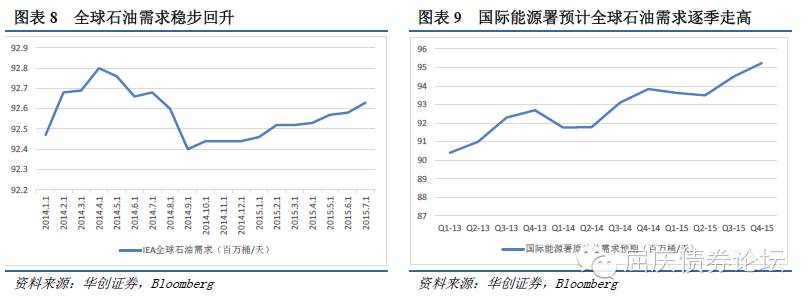 图表 8 全球石油需求稳步回升
92.9
92.8
92.7
92.6
92.5
92.4
92.3
92.2
2014.1.1
2014.2.1
2014.3.1
2014.4.1
2014.5.1
2014.6.1
2014.7.1
2014.8.1
2014.9.1
2014.10.1
2014.11.1
2014.12.1
2015.1.1
2015.2.1
2015.3.1
2015.4.1
2015.5.1
2015.6.1
2015.7.1
IEA全球石油需求（百万桶/天）
资料来源：华创证券，Bloomberg
图表 9 国际能源署预计全球石油需求逐季走高
96
95
94
93
92
91
90
89
88
87
Q1-13
Q2-13
Q3-13
Q4-13
Q1-14
Q2-14
Q3-14
Q4-14
Q1-15
Q2-15
Q3-15
Q4-15
国际能源署原油需求预期（百万桶/天）
资料来源：华创证券，Bloomberg
屈庆债券论坛